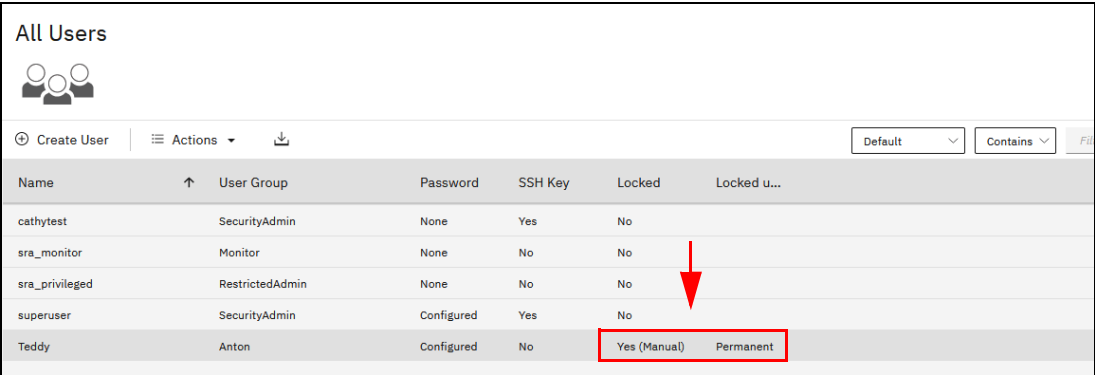 All Users
Create User Actions Default Contains Fil
Name User Group Password SSH Key Locked Locked u...
cathytest SecurityAdmin None Yes No
sra_monitor Monitor None No No
sra_privileged RestrictedAdmin None No No
superuser SecurityAdmin Configured Yes No
Teddy Anton Configured No Yes (Manual) Permanent